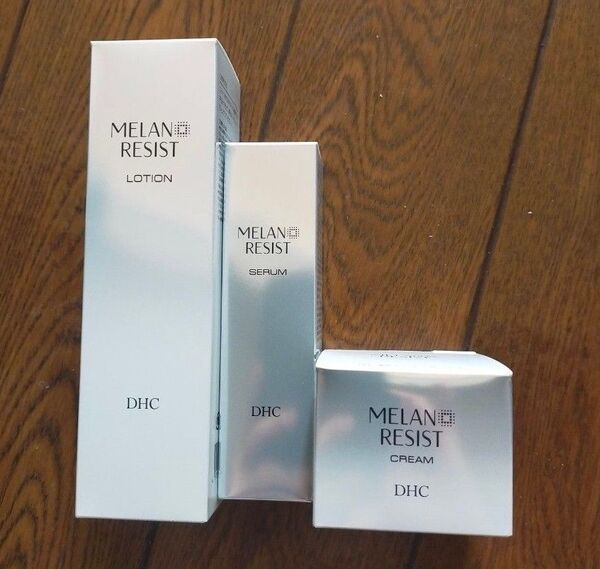 MELANO
RESIST
LOTION
DHC
MELANO
RESIST
SERUM
DHC
MELANO
RESIST
CREAM
DHC